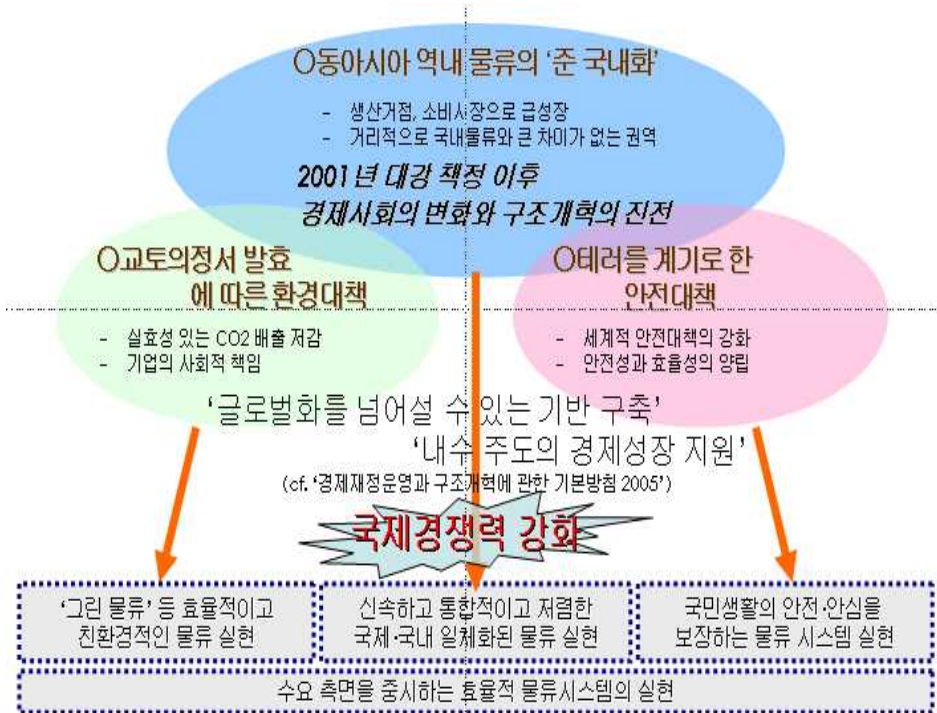 ○동아시아 역내 물류의 '준 국내화'
- 생산거점, 소비시장으로 급성장
- 거리적으로 국내물류와 큰 차이가 없는 권역
2001년 대강 책정 이후
경제사회의 변화와 구조개혁의 진전
○교토의정서 발효
에 따른 환경대책
- 실효성 있는 CO2 배출 저감
- 기업의 사회적 책임
○테러를 계기로 한
안전대책
- 세계적 안전대책의 강화
- 안전성과 효율성의 양립
'글로벌화를 넘어설 수 있는 기반 구축'
'내수 주도의 경제성장 지원'
(cf. '경제재정운영과 구조개혁에 관한 기본방침 2005')
국제경쟁력 강화
'그린 물류' 등 효율적이고
친환경적인 물류 실현
신속하고 통합적이고 저렴한
국제·국내 일체화된 물류 실현
국민생활의 안전·안심을
보장하는 물류 시스템 실현
수요 측면을 중시하는 효율적 물류시스템의 실현